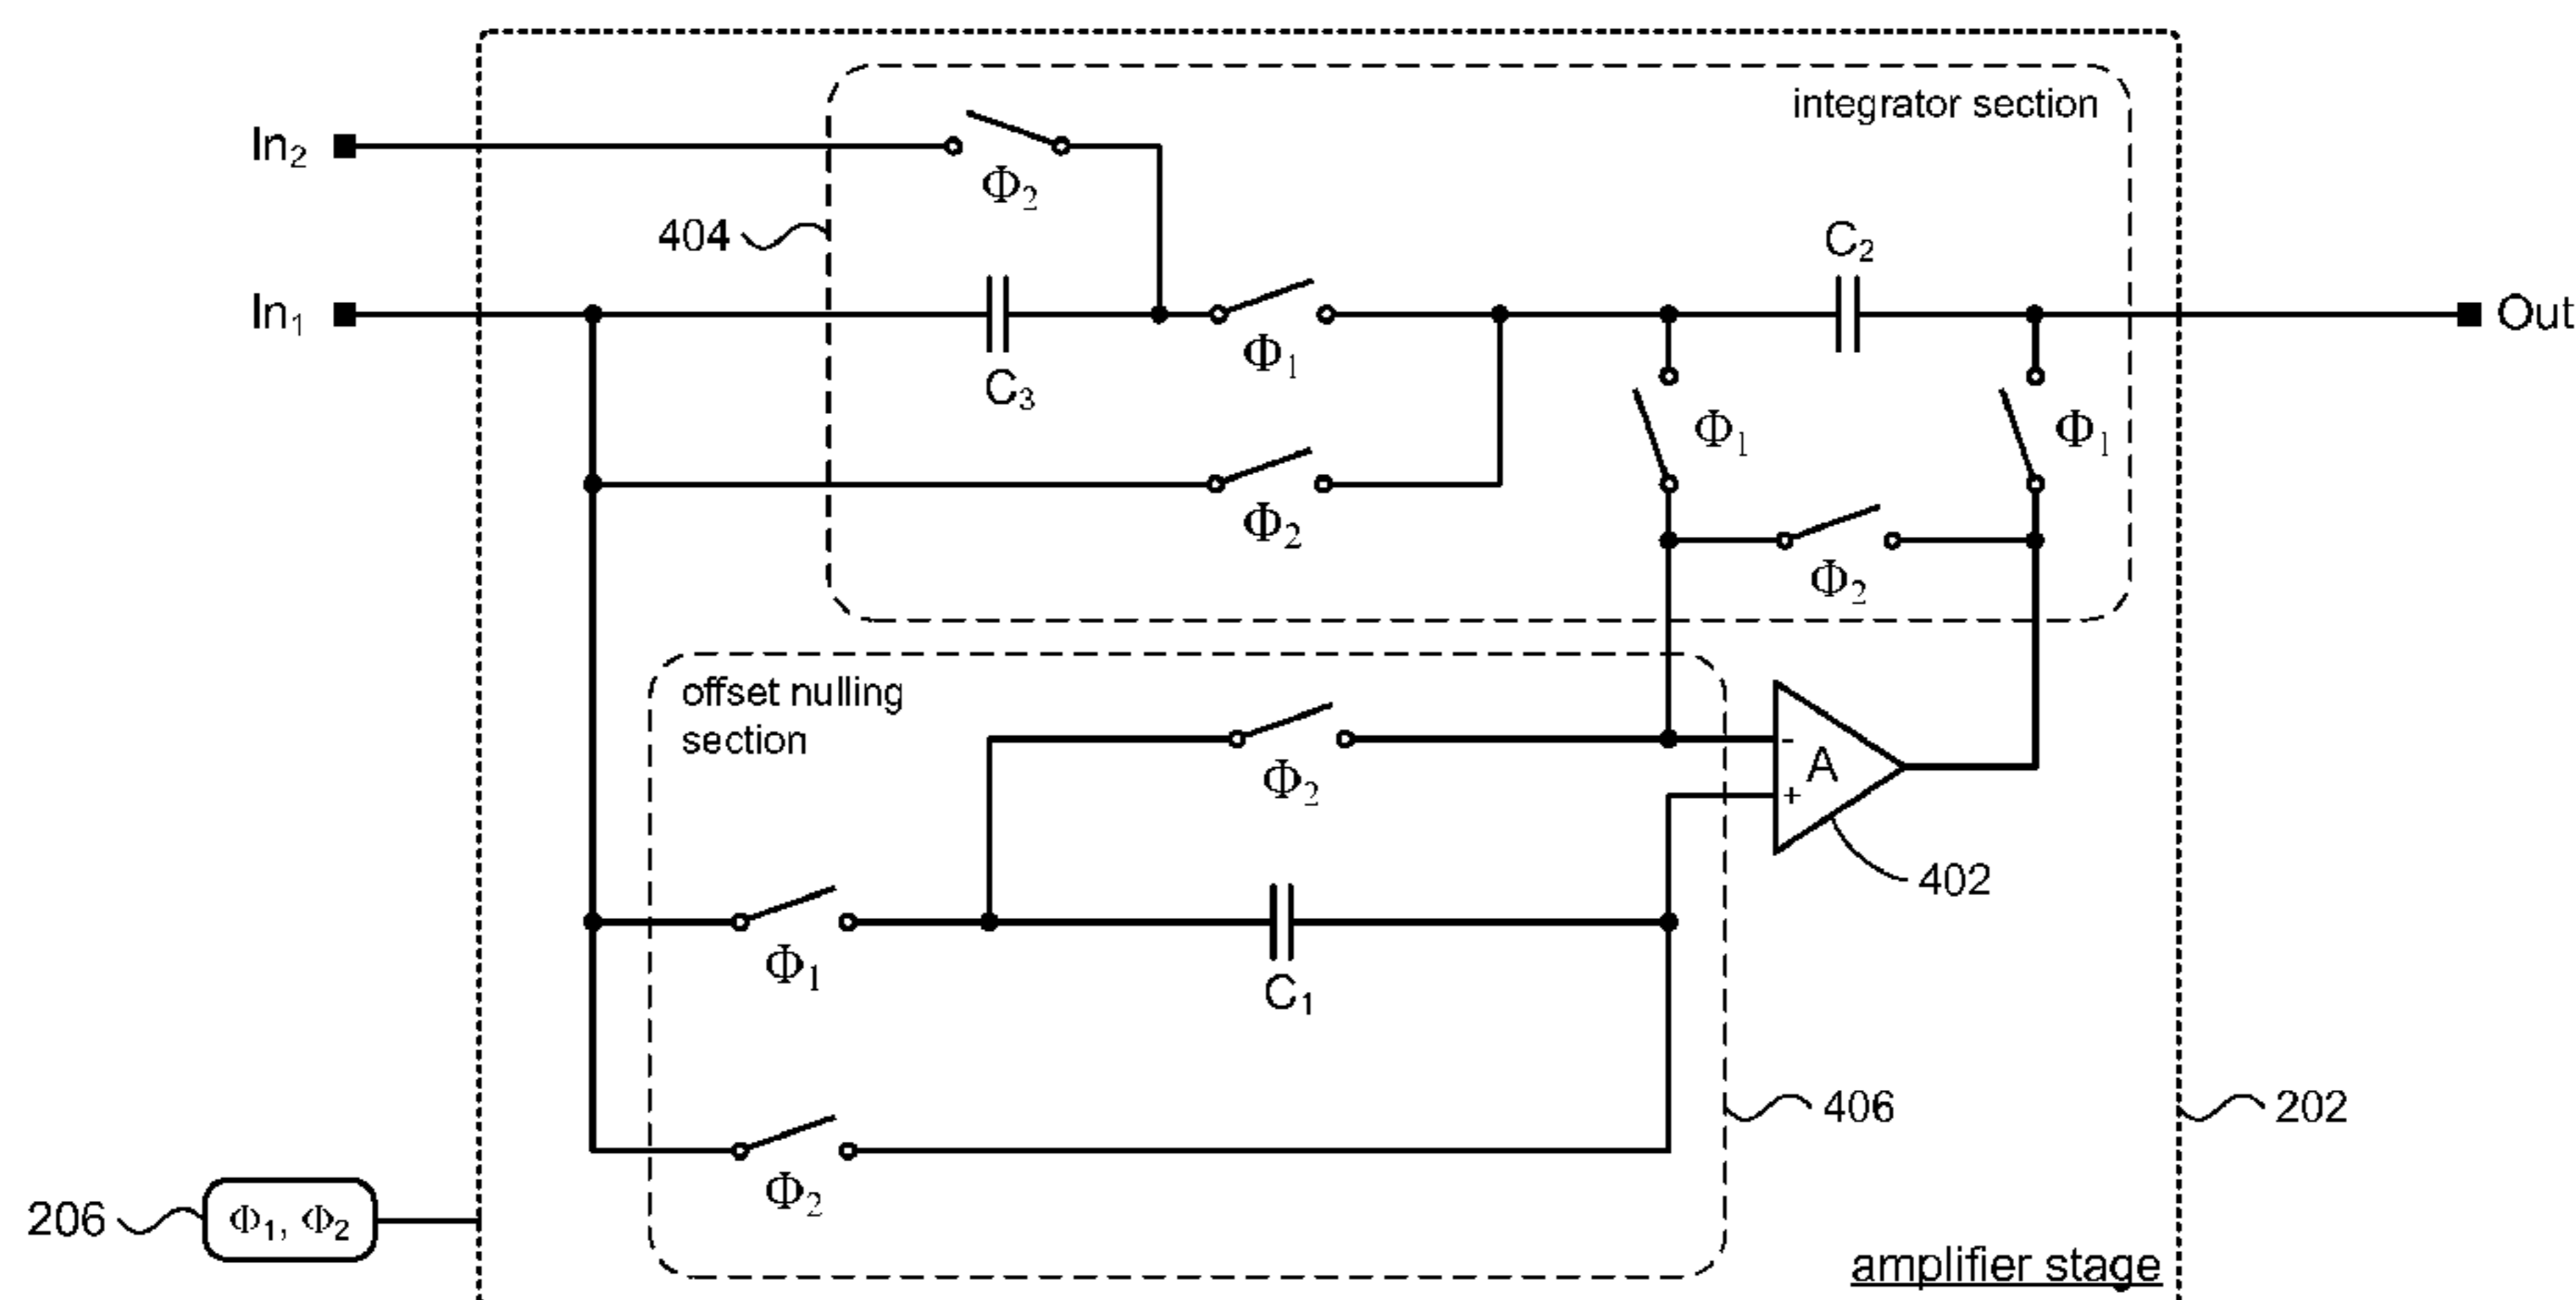 integrator section
In₂
Φ₂
404
C₂
In₁
Out
Φ₁
C₃
Φ₁
Φ₁
Φ₂
Φ₂
offset nulling
section
-
A
Φ₂
+
402
Φ₁
C₁
406
202
Φ₂
206
Φ₁, Φ₂
amplifier stage